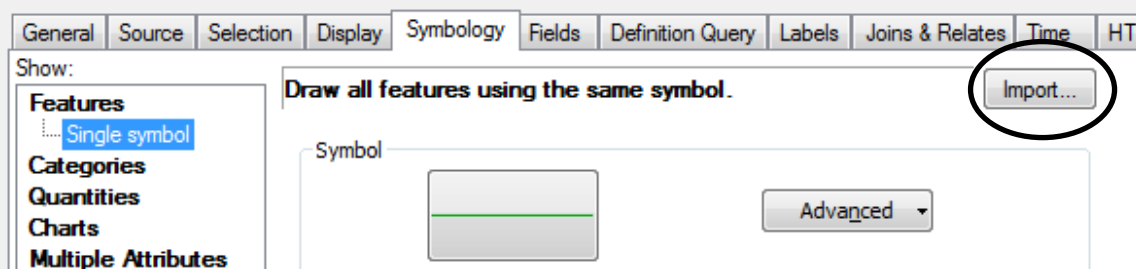 General Source Selection Display Symbology Fields Definition Query Labels Joins & Relates Time HT
Show:
Draw all features using the same symbol. Import...
Features
Single symbol
Categories
Symbol
Quantities
Advanced
Charts
Multiple Attributes